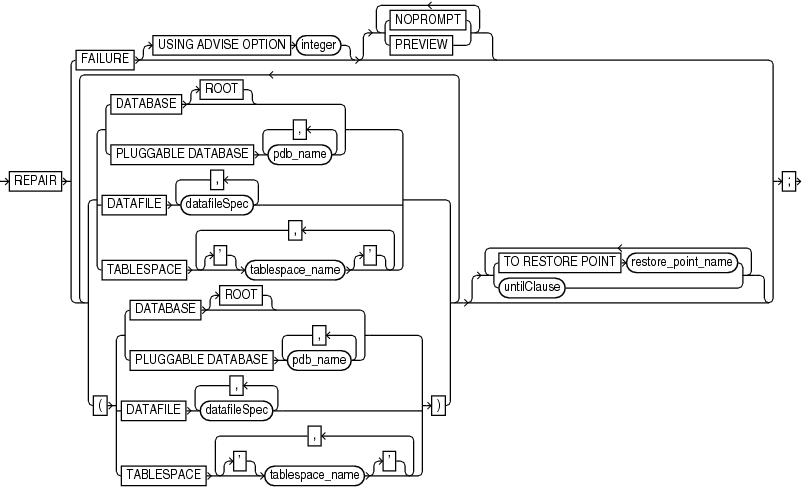 NOPROMPT
USING ADVISE OPTION integer
PREVIEW
FAILURE
ROOT
DATABASE
,
PLUGGABLE DATABASE pdb_name
REPAIR ;
,
DATAFILE datafileSpec
,
' '
TABLESPACE tablespace_name
TO RESTORE POINT restore_point_name
untilClause
ROOT
DATABASE
,
PLUGGABLE DATABASE pdb_name
,
( DATAFILE datafileSpec )
,
' '
TABLESPACE tablespace_name